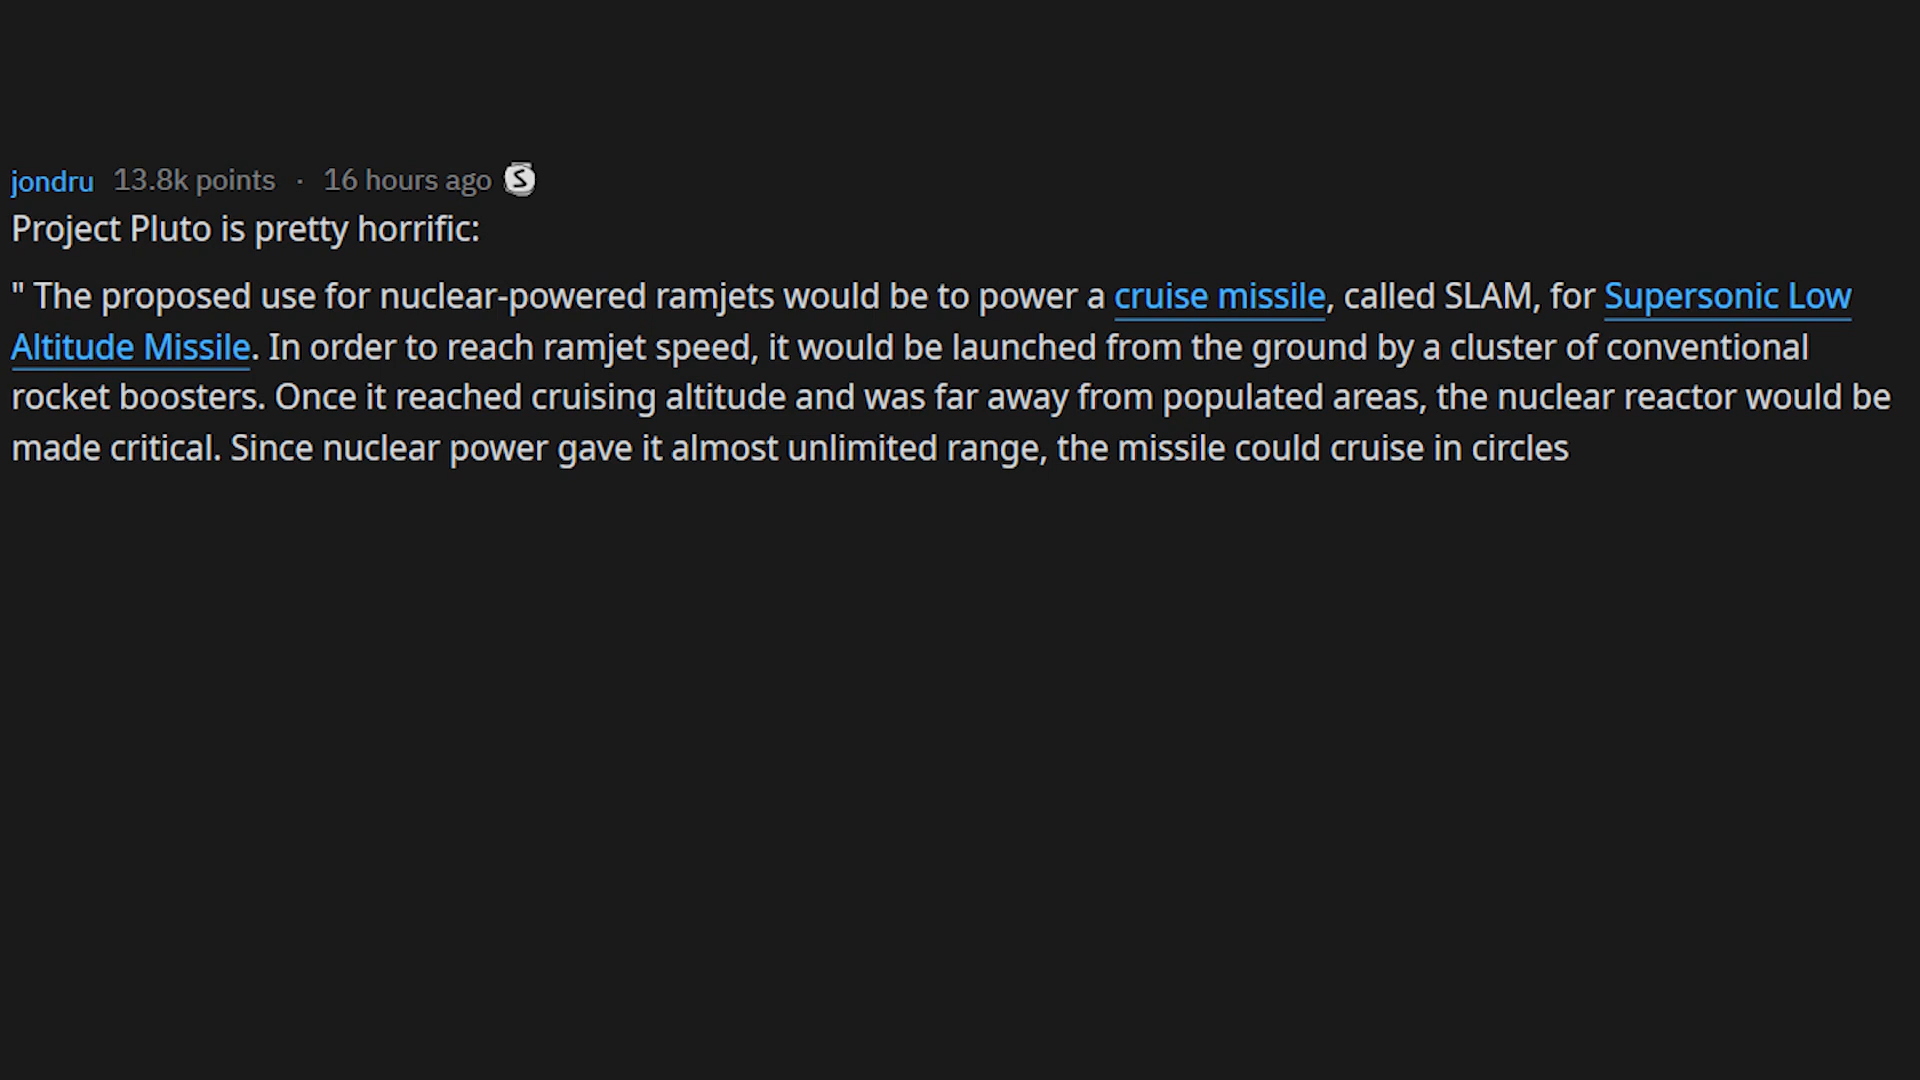 jondru 13.8k points · 16 hours ago S
Project Pluto is pretty horrific:
" The proposed use for nuclear-powered ramjets would be to power a cruise missile, called SLAM, for Supersonic Low
Altitude Missile. In order to reach ramjet speed, it would be launched from the ground by a cluster of conventional
rocket boosters. Once it reached cruising altitude and was far away from populated areas, the nuclear reactor would be
made critical. Since nuclear power gave it almost unlimited range, the missile could cruise in circles